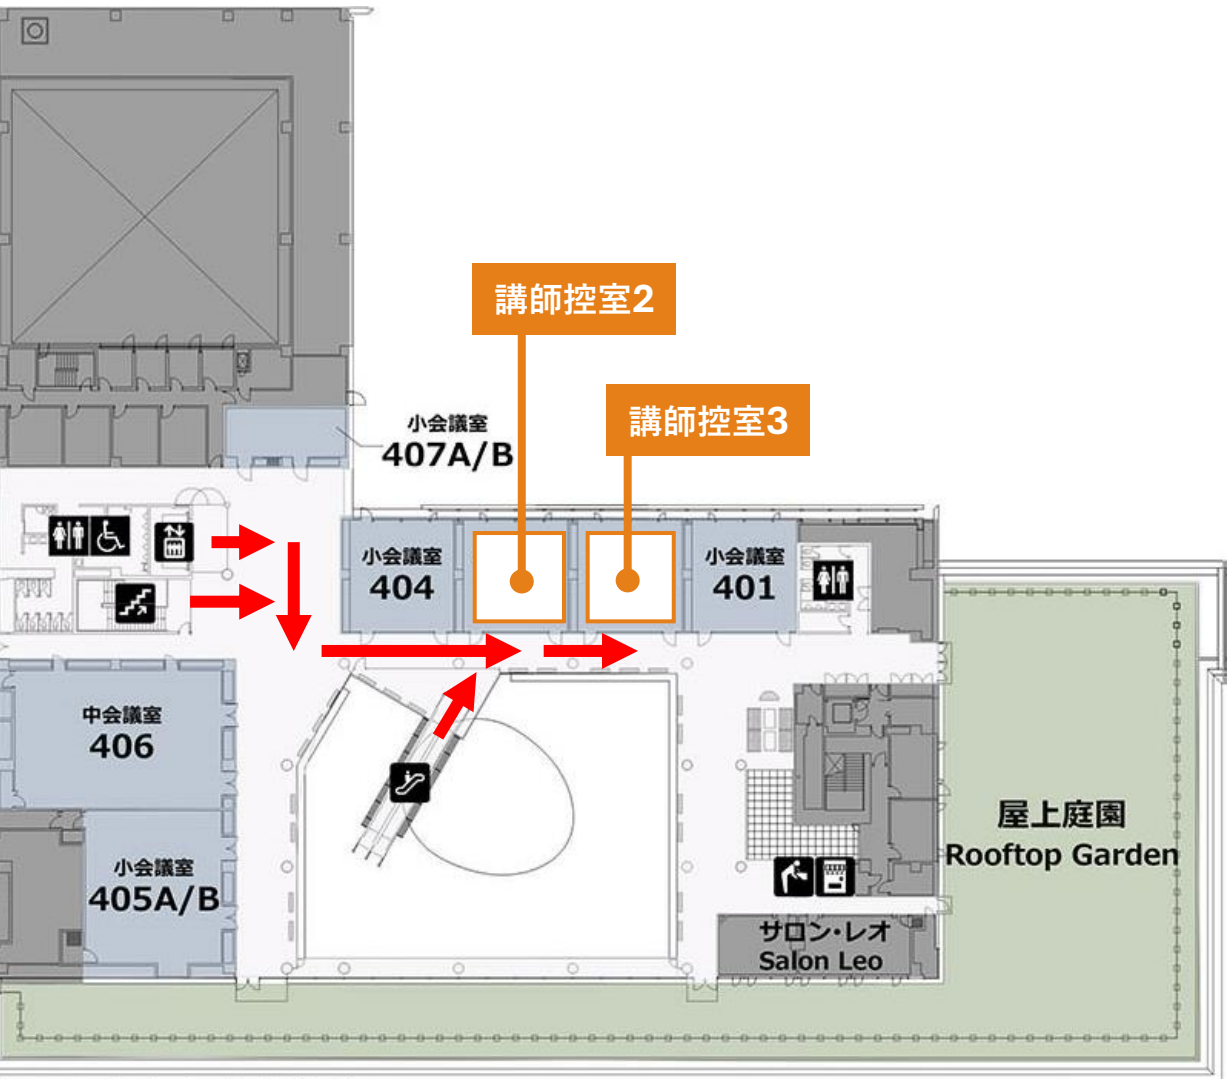 講師控室2
講師控室3
小会議室
407A/B
小会議室
404
小会議室
401
中会議室
406
小会議室
405A/B
屋上庭園
Rooftop Garden
サロン・レオ
Salon Leo